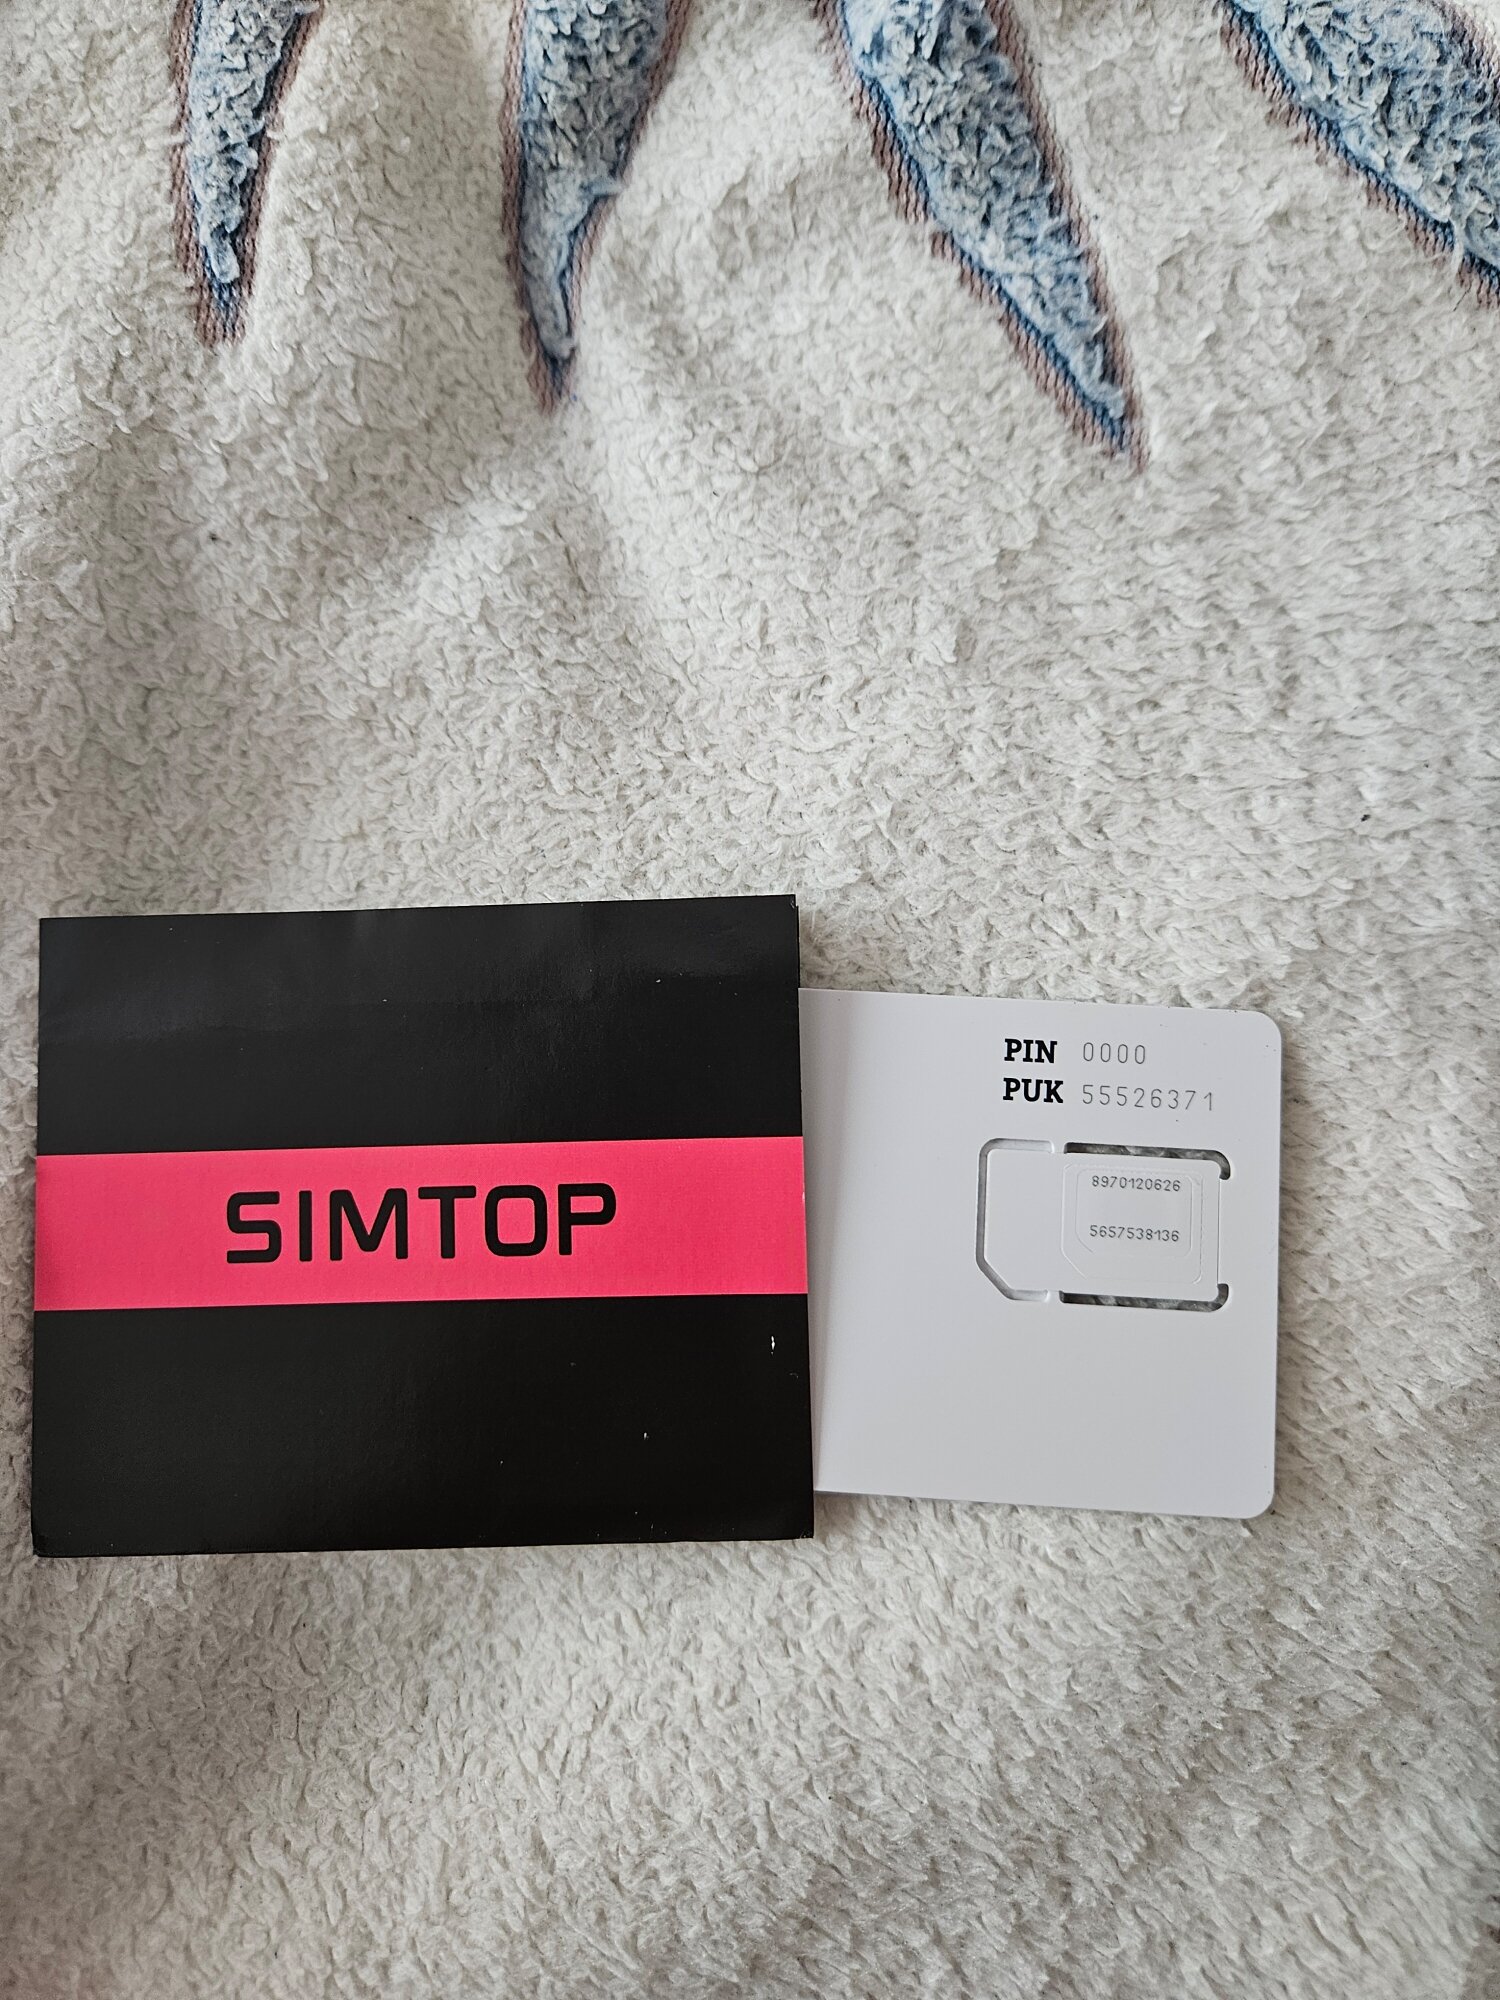 SIMTOP
PIN 0000
PUK 55526371
8970120626
5657538136